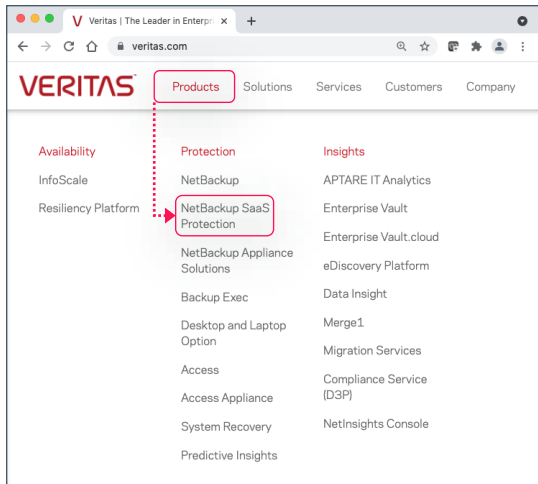 Veritas | The Leader in Enterpri
veritas.com
VERITAS
Products Solutions Services Customers Company
Availability
InfoScale
Resiliency Platform
Protection
NetBackup
NetBackup SaaS
Protection
NetBackup Appliance
Solutions
Backup Exec
Desktop and Laptop
Option
Access
Access Appliance
System Recovery
Predictive Insights
Insights
APTARE IT Analytics
Enterprise Vault
Enterprise Vault.cloud
eDiscovery Platform
Data Insight
Merge1
Migration Services
Compliance Service
(D3P)
NetInsights Console